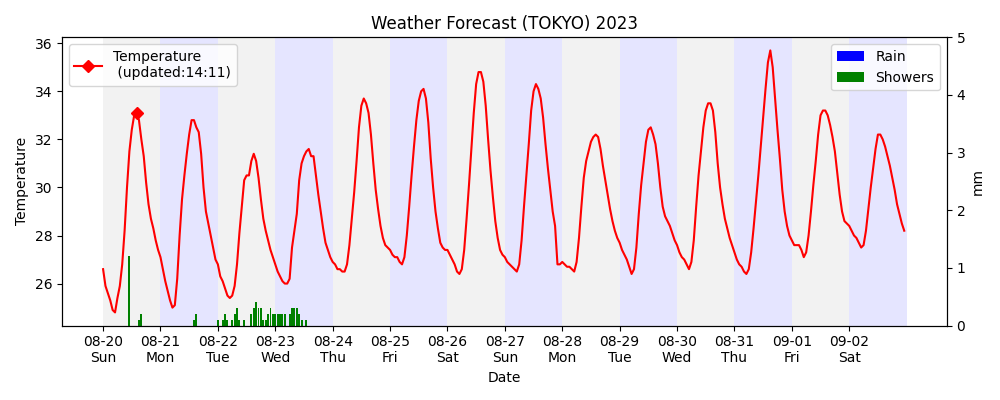 Weather Forecast (TOKYO) 2023
Temperature
(updated:14:11)
Rain
Showers
Temperature
36
34
32
30
28
26
mm
5
4
3
2
1
0
08-20 08-21 08-22 08-23 08-24 08-25 08-26 08-27 08-28 08-29 08-30 08-31 09-01 09-02
Sun Mon Tue Wed Thu Fri Sat Sun Mon Tue Wed Thu Fri Sat
Date